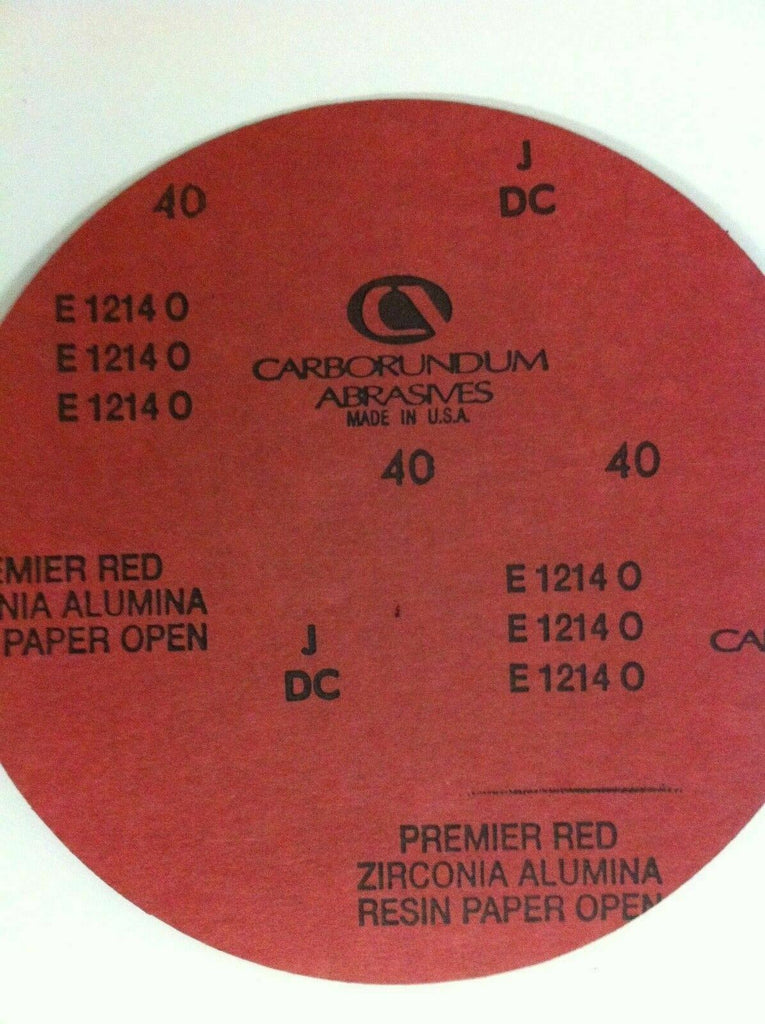 J
DC
40
E 1214 O
E 1214 O
E 1214 O
CARBORUNDUM
ABRASIVES
MADE IN U.S.A.
40
40
EMIER RED
NIA ALUMINA
PAPER OPEN
J
DC
E 1214 O
E 1214 O
E 1214 O
CA
PREMIER RED
ZIRCONIA ALUMINA
RESIN PAPER OPEN